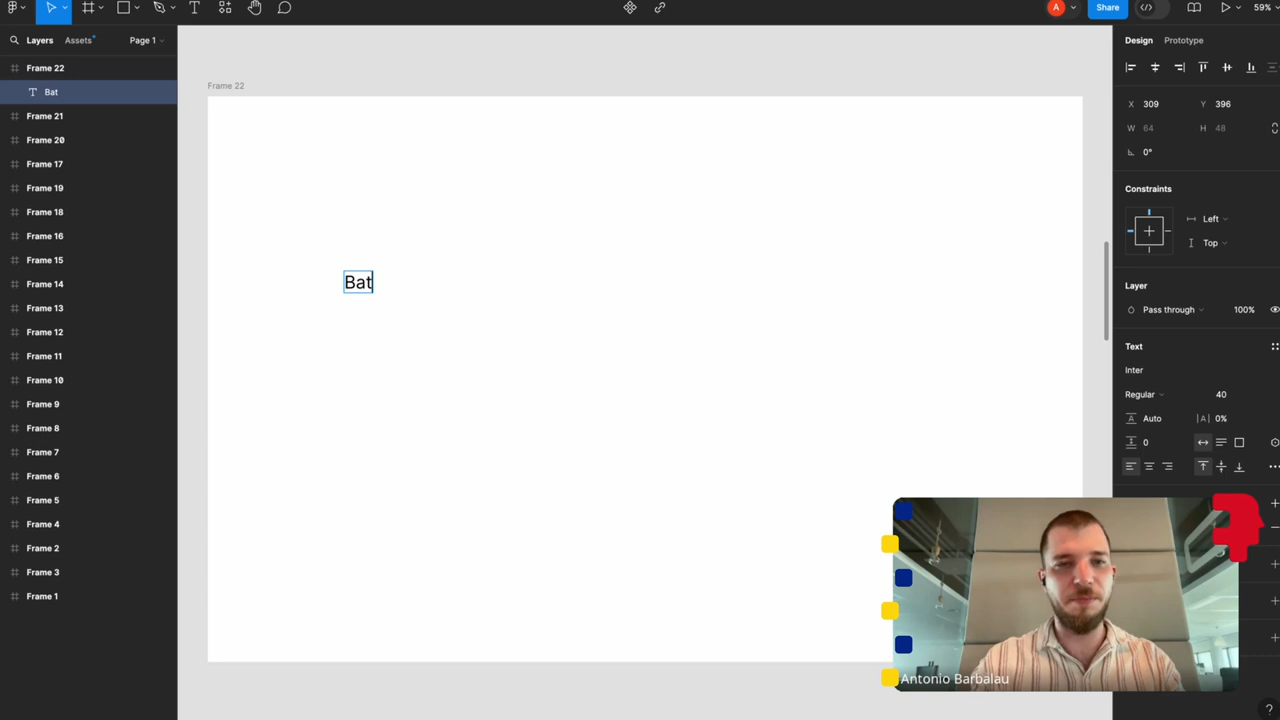 Share
59%
Layers
Assets
Page 1
Frame 22
Bat
Frame 21
Frame 20
Frame 17
Frame 19
Frame 18
Frame 16
Frame 15
Frame 14
Frame 13
Frame 12
Frame 11
Frame 10
Frame 9
Frame 8
Frame 7
Frame 6
Frame 5
Frame 4
Frame 2
Frame 3
Frame 1
Frame 22
Bat
Design
Prototype
X 309
Y 396
W 64
H 48
0°
Constraints
Left
Top
Layer
Pass through
100%
Text
Inter
Regular
40
A Auto
|A| 0%
0
A
Antonio Barbalau
?